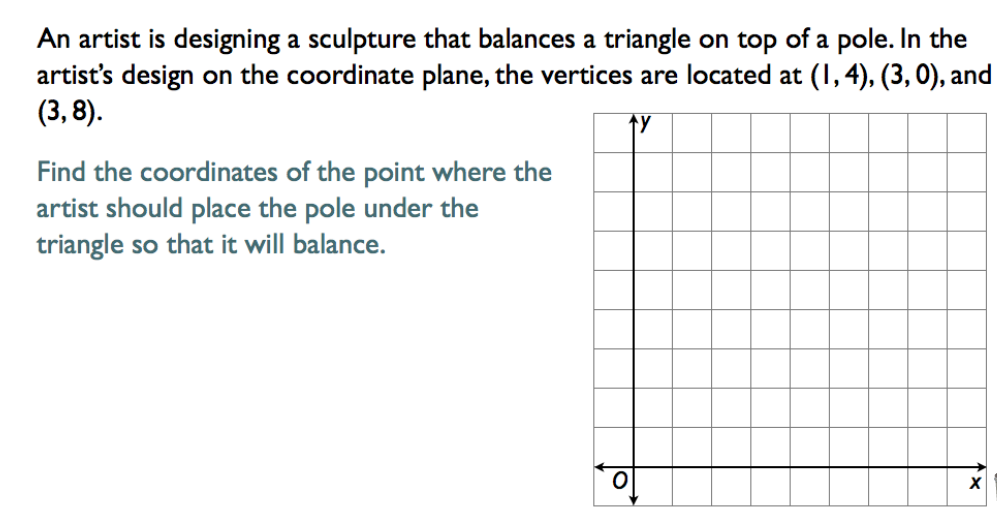 An artist is designing a sculpture that balances a triangle on top of a pole. In the
artist’s design on the coordinate plane, the vertices are located at (1, 4), (3, 0), and
(3, 8).
y
Find the coordinates of the point where the
artist should place the pole under the
triangle so that it will balance.
O
x